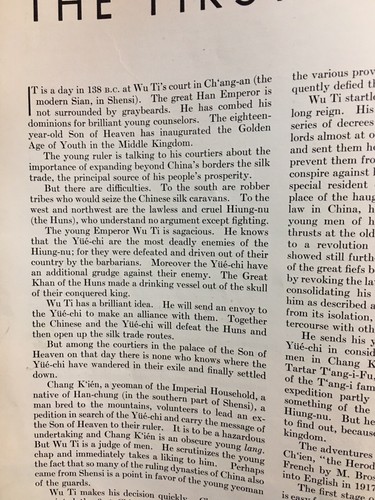 THE FIRS
IT is a day in 138 B.C. at Wu Ti's court in Ch'ang-an (the
modern Sian, in Shensi). The great Han Emperor is
not surrounded by graybeards. He has combed his
dominions for brilliant young counselors. The eighteen-
year-old Son of Heaven has inaugurated the Golden
Age of Youth in the Middle Kingdom.
The young ruler is talking to his courtiers about the
importance of expanding beyond China's borders the silk
trade, the principal source of his people's prosperity.
But there are difficulties. To the south are robber
tribes who would seize the Chinese silk caravans. To the
west and northwest are the lawless and cruel Hiung-nu
(the Huns), who understand no argument except fighting.
The young Emperor Wu Ti is sagacious. He knows
that the Yüé-chi are the most deadly enemies of the
Hiung-nu; for they were defeated and driven out of their
country by the barbarians. Moreover the Yüé-chi have
an additional grudge against their enemy. The Great
Khan of the Huns made a drinking vessel out of the skull
of their conquered king.
Wu Ti has a brilliant idea. He will send an envoy to
the Yüé-chi to make an alliance with them. Together
the Chinese and the Yüé-chi will defeat the Huns and
then open up the silk trade routes.
But among the courtiers in the palace of the Son of
Heaven on that day there is none who knows where the
Yüé-chi have wandered in their exile and finally settled
down.
Chang K'ién, a yeoman of the Imperial Household, a
native of Han-chung (in the southern part of Shensi), a
man bred to the mountains, volunteers to lead an ex-
pedition in search of the Yüé-chi and carry the message of
the Son of Heaven to their ruler. It is to be a hazardous
undertaking and Chang K'ién is an obscure young lang.
But Wu Ti is a judge of men. He scrutinizes the young
chap and immediately takes a liking to him. Perhaps
the fact that so many of the ruling dynasties of China also
came from Shensi is a point in favor of the young yeoman
of the guards.
Wu Ti makes his decision quickly.
the various prov
quently defied th
Wu Ti startle
long reign. His
series of decrees
lords almost at o
and sent them h
prevent them fro
conspire against
special resident
place of the haug
law in China, h
young men of h
thrusts at the old
to a revolution
showed still furth
of the great fiefs b
by revoking the la
consolidating his
him as described a
from its isolation,
tercourse with oth
He sends his y
Yüé-chi in consid
men in Chang K
Tartar T'ang-i-Fu,
of the T'ang-i fam
expedition partly
something of the
Hiung-nu. But he
to find out, becaus
kingdom.
The adventures
Ch'ien, "the Herod
French by M. Bros
into English in 1917
The first stage